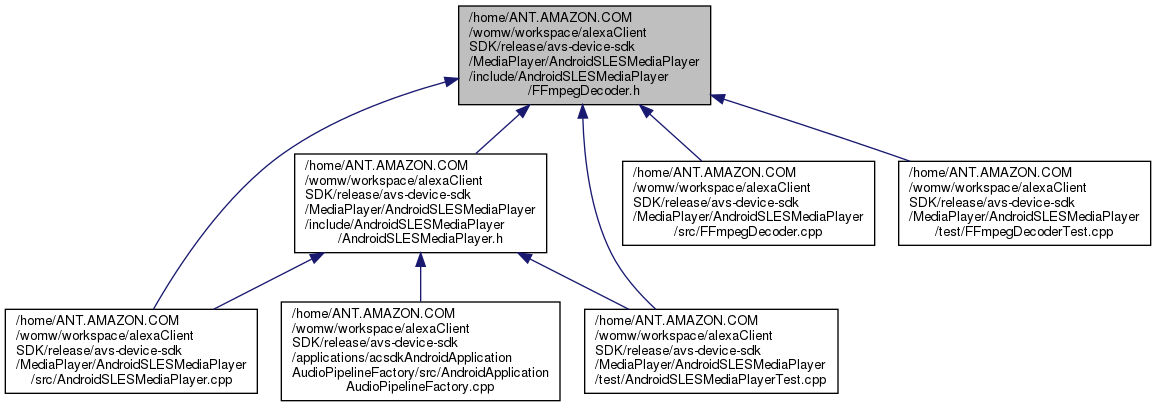 /home/ANT.AMAZON.COM
/womw/workspace/alexaClient
SDK/release/avs-device-sdk
/MediaPlayer/AndroidSLESMediaPlayer
/include/AndroidSLESMediaPlayer
/FFmpegDecoder.h
/home/ANT.AMAZON.COM
/womw/workspace/alexaClient
SDK/release/avs-device-sdk
/MediaPlayer/AndroidSLESMediaPlayer
/include/AndroidSLESMediaPlayer
/AndroidSLESMediaPlayer.h
/home/ANT.AMAZON.COM
/womw/workspace/alexaClient
SDK/release/avs-device-sdk
/MediaPlayer/AndroidSLESMediaPlayer
/src/FFmpegDecoder.cpp
/home/ANT.AMAZON.COM
/womw/workspace/alexaClient
SDK/release/avs-device-sdk
/MediaPlayer/AndroidSLESMediaPlayer
/test/FFmpegDecoderTest.cpp
/home/ANT.AMAZON.COM
/womw/workspace/alexaClient
SDK/release/avs-device-sdk
/MediaPlayer/AndroidSLESMediaPlayer
/src/AndroidSLESMediaPlayer.cpp
/home/ANT.AMAZON.COM
/womw/workspace/alexaClient
SDK/release/avs-device-sdk
/applications/acsdkAndroidApplication
AudioPipelineFactory/src/AndroidApplication
AudioPipelineFactory.cpp
/home/ANT.AMAZON.COM
/womw/workspace/alexaClient
SDK/release/avs-device-sdk
/MediaPlayer/AndroidSLESMediaPlayer
/test/AndroidSLESMediaPlayerTest.cpp